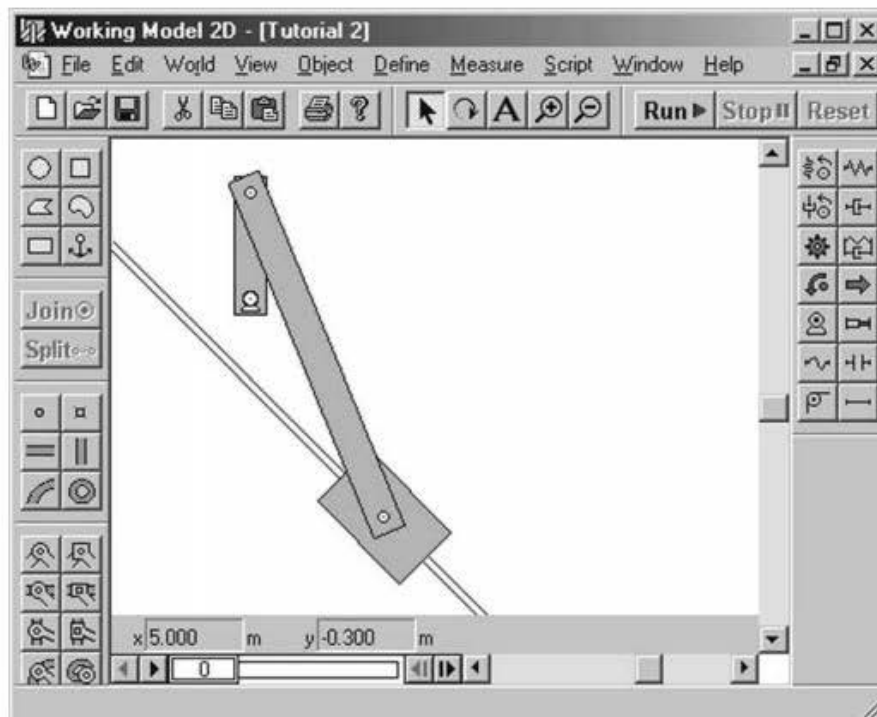 Working Model 2D - [Tutorial 2]
File Edit World View Object Define Measure Script Window Help
A Run Stop Reset
Join
Split
x 5.000 m y -0.300 m
0